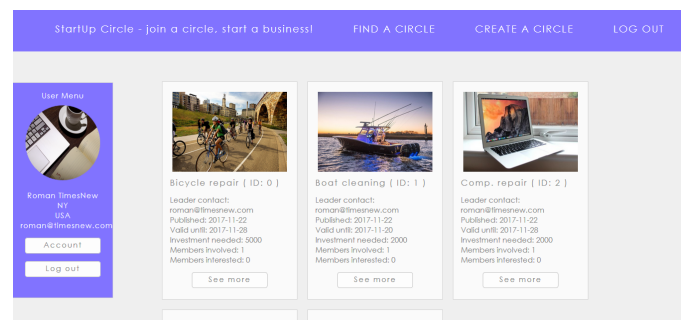 StartUp Circle - join a circle, start a business!
FIND A CIRCLE
CREATE A CIRCLE
LOG OUT
User Menu
Roman TimesNew
NY
USA
roman@timesnew.com
Account
Log out
Bicycle repair ( ID: 0 )
Leader contact:
roman@timesnew.com
Published: 2017-11-22
Valid until: 2017-11-28
Investment needed: 5000
Members involved: 1
Members interested: 0
See more
Boat cleaning ( ID: 1 )
Leader contact:
roman@timesnew.com
Published: 2017-11-22
Valid until: 2017-11-20
Investment needed: 2000
Members involved: 1
Members interested: 0
See more
Comp. repair ( ID: 2 )
Leader contact:
roman@timesnew.com
Published: 2017-11-22
Valid until: 2017-11-28
Investment needed: 2000
Members involved: 1
Members interested: 0
See more